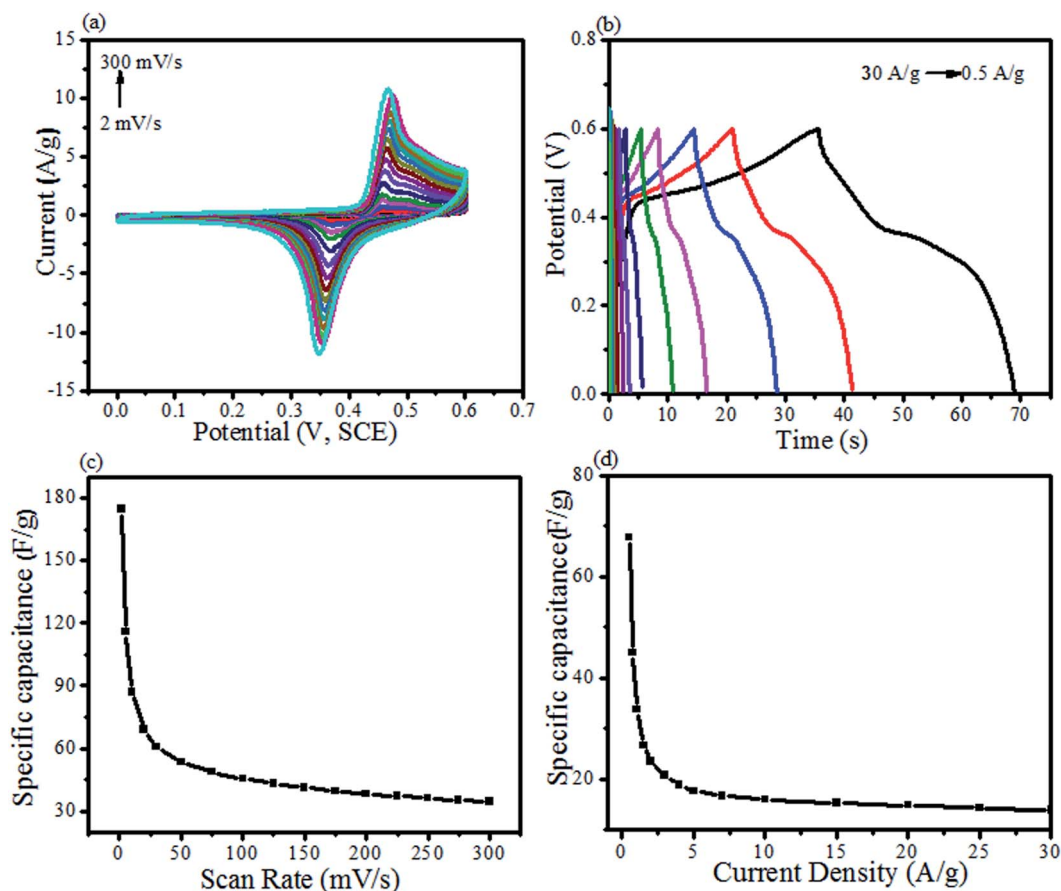 (a)
15
10
5
0
-5
-10
-15
300 mV/s
2 mV/s
Current (A/g)
0.0 0.1 0.2 0.3 0.4 0.5 0.6 0.7
Potential (V, SCE)
(b)
0.8
0.6
0.4
0.2
0.0
30 A/g 0.5 A/g
Potential (V)
0 10 20 30 40 50 60 70
Time (s)
(c)
180
150
120
90
60
30
Specific capacitance (F/g)
0 50 100 150 200 250 300
Scan Rate (mV/s)
(d)
80
60
40
20
Specific capacitance(F/g)
0 5 10 15 20 25 30
Current Density (A/g)